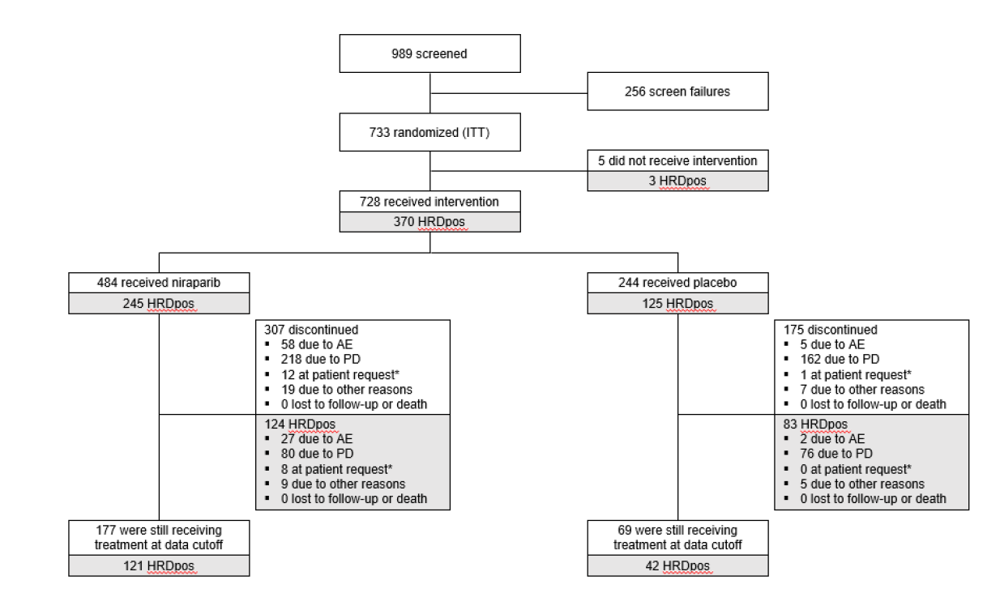 989 screened
256 screen failures
733 randomized (ITT)
5 did not receive intervention
3 HRDpos
728 received intervention
370 HRDpos
484 received niraparib
245 HRDpos
244 received placebo
125 HRDpos
307 discontinued
▪ 58 due to AE
▪ 218 due to PD
▪ 12 at patient request*
▪ 19 due to other reasons
▪ 0 lost to follow-up or death
124 HRDpos
▪ 27 due to AE
▪ 80 due to PD
▪ 8 at patient request*
▪ 9 due to other reasons
▪ 0 lost to follow-up or death
175 discontinued
▪ 5 due to AE
▪ 162 due to PD
▪ 1 at patient request*
▪ 7 due to other reasons
▪ 0 lost to follow-up or death
83 HRDpos
▪ 2 due to AE
▪ 76 due to PD
▪ 0 at patient request*
▪ 5 due to other reasons
▪ 0 lost to follow-up or death
177 were still receiving
treatment at data cutoff
121 HRDpos
69 were still receiving
treatment at data cutoff
42 HRDpos